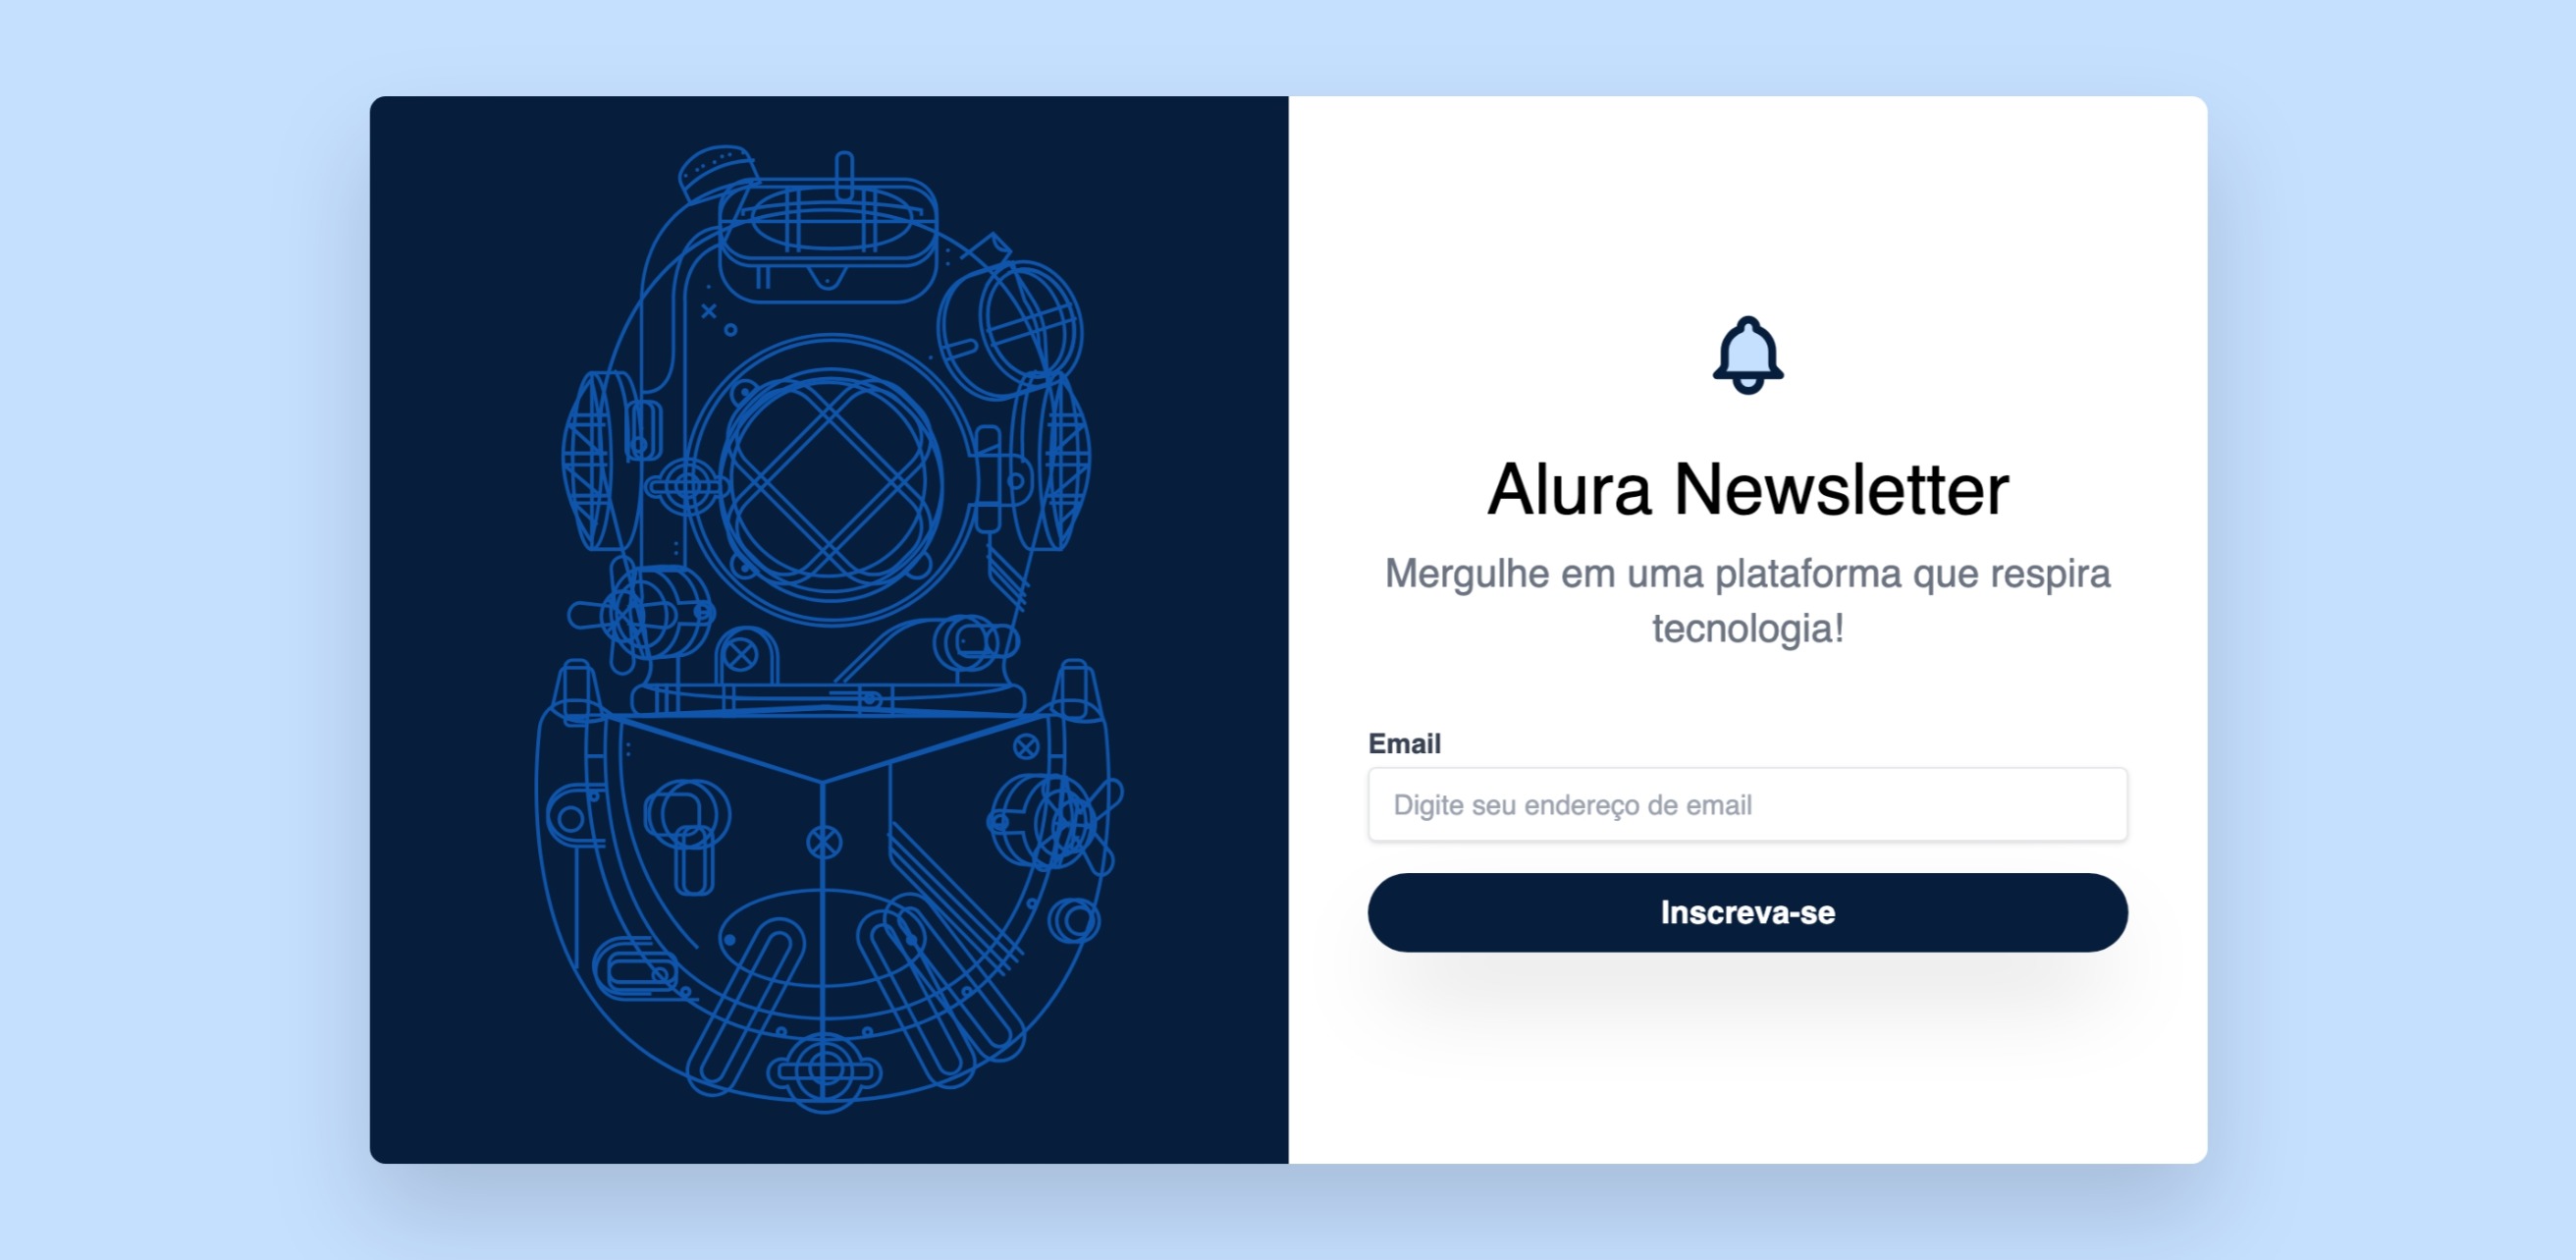 Alura Newsletter
Mergulhe em uma plataforma que respira
tecnologia!
Email
Digite seu endereço de email
Inscreva-se